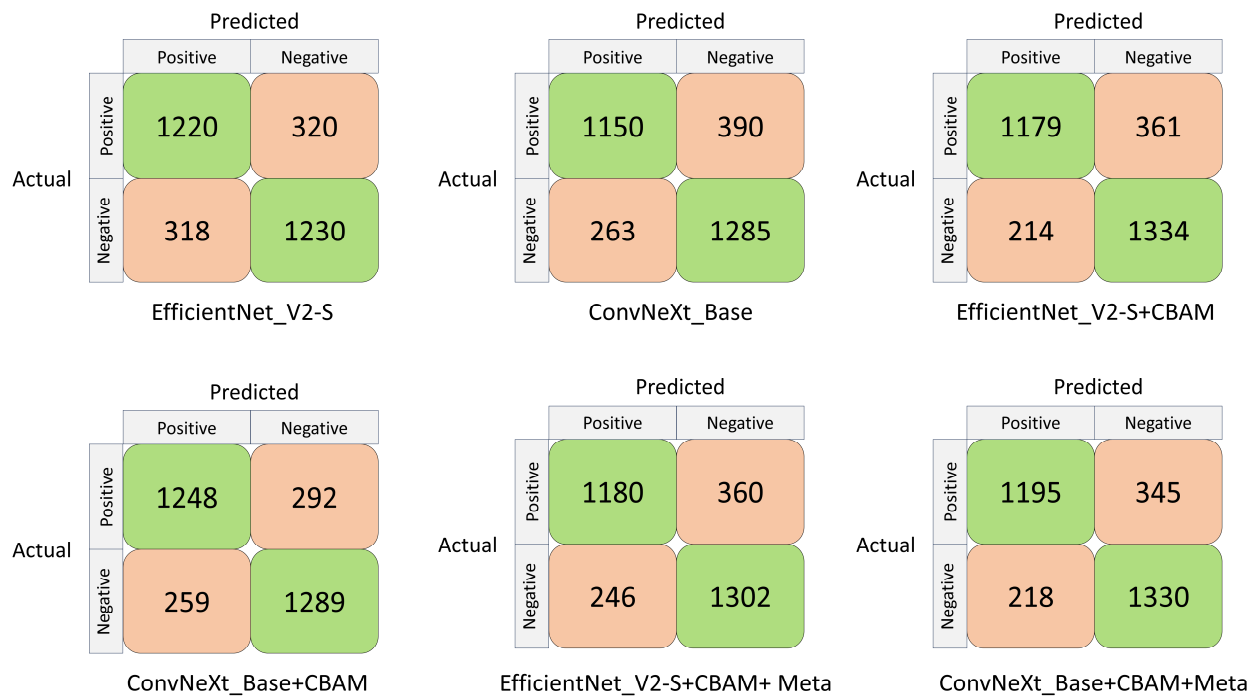 Predicted
Positive Negative
Actual
Positive
1220 320
Negative
318 1230
EfficientNet_V2-S
Predicted
Positive Negative
Actual
Positive
1150 390
Negative
263 1285
ConvNeXt_Base
Predicted
Positive Negative
Actual
Positive
1179 361
Negative
214 1334
EfficientNet_V2-S+CBAM
Predicted
Positive Negative
Actual
Positive
1248 292
Negative
259 1289
ConvNeXt_Base+CBAM
Predicted
Positive Negative
Actual
Positive
1180 360
Negative
246 1302
EfficientNet_V2-S+CBAM+ Meta
Predicted
Positive Negative
Actual
Positive
1195 345
Negative
218 1330
ConvNeXt_Base+CBAM+Meta